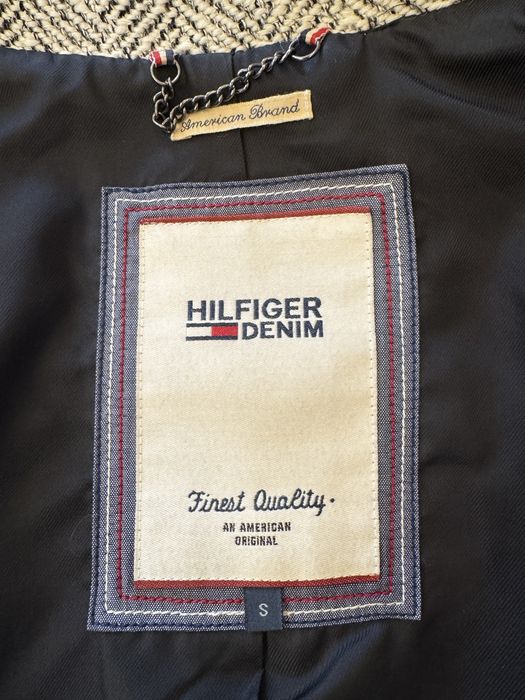 American Brand
HILFIGER
DENIM
Finest Quality.
AN AMERICAN
ORIGINAL
S